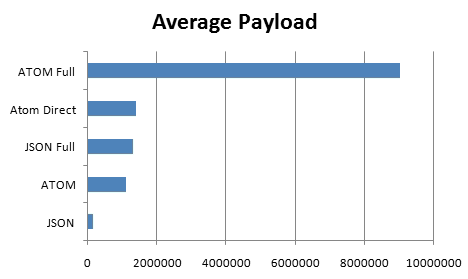 Average Payload
ATOM Full
Atom Direct
JSON Full
ATOM
JSON
0 2000000 4000000 6000000 8000000 10000000